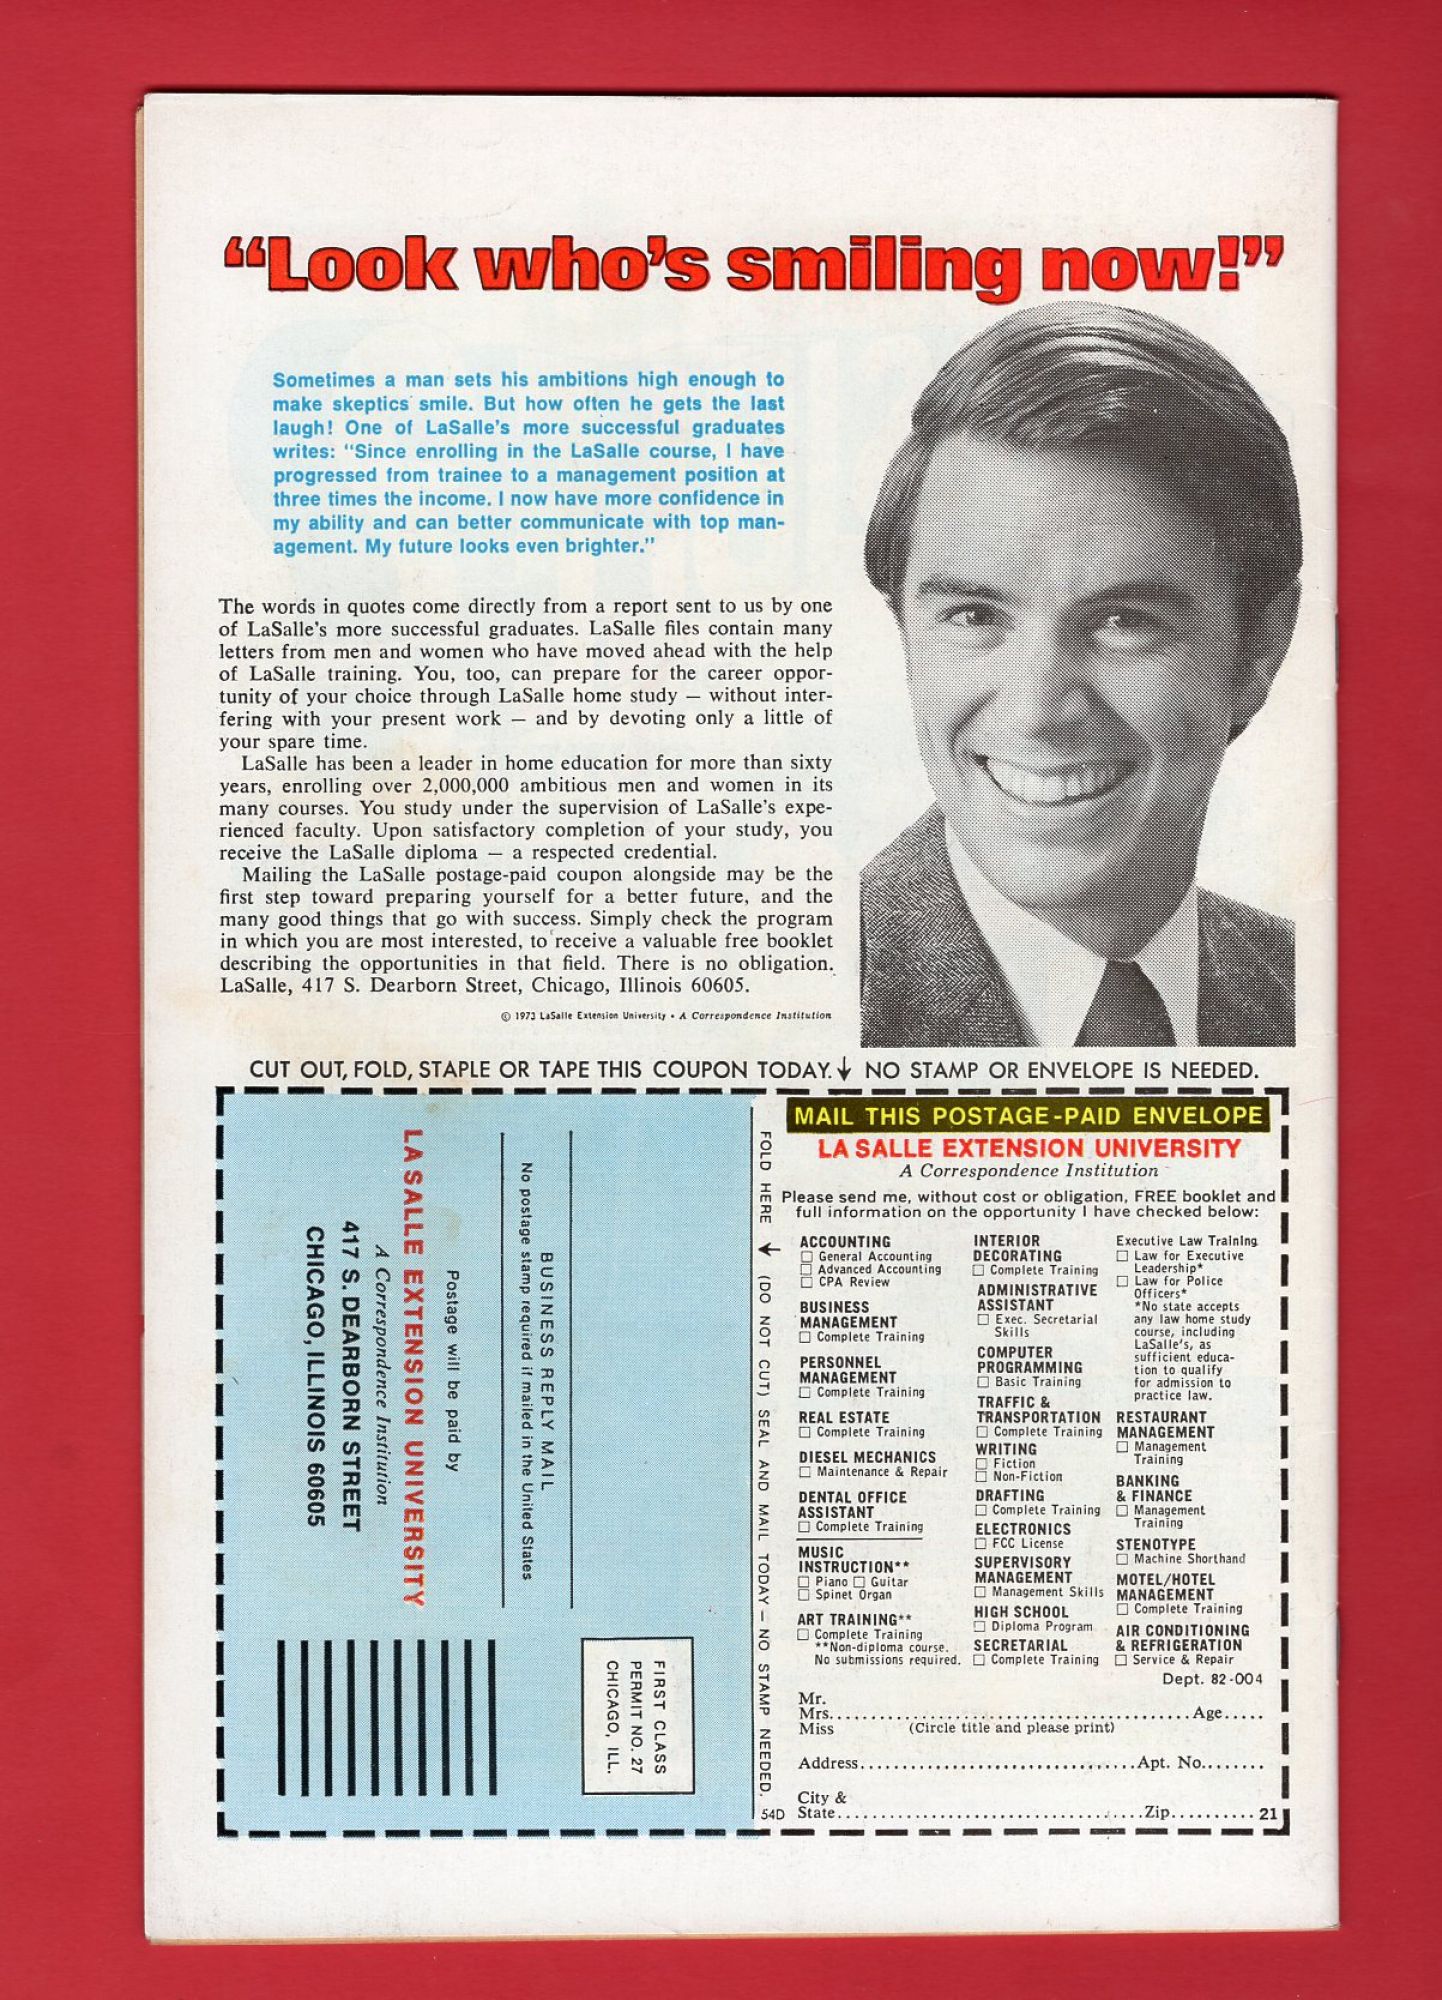 “Look who’s smiling now!”
Sometimes a man sets his ambitions high enough to
make skeptics smile. But how often he gets the last
laugh! One of LaSalle's more successful graduates
writes: "Since enrolling in the LaSalle course, I have
progressed from trainee to a management position at
three times the income. I now have more confidence in
my ability and can better communicate with top man-
agement. My future looks even brighter."
The words in quotes come directly from a report sent to us by one
of LaSalle's more successful graduates. LaSalle files contain many
letters from men and women who have moved ahead with the help
of LaSalle training. You, too, can prepare for the career oppor-
tunity of your choice through LaSalle home study — without inter-
fering with your present work — and by devoting only a little of
your spare time.
LaSalle has been a leader in home education for more than sixty
years, enrolling over 2,000,000 ambitious men and women in its
many courses. You study under the supervision of LaSalle's expe-
rienced faculty. Upon satisfactory completion of your study, you
receive the LaSalle diploma — a respected credential.
Mailing the LaSalle postage-paid coupon alongside may be the
first step toward preparing yourself for a better future, and the
many good things that go with success. Simply check the program
in which you are most interested, to receive a valuable free booklet
describing the opportunities in that field. There is no obligation.
LaSalle, 417 S. Dearborn Street, Chicago, Illinois 60605.
© 1973 LaSalle Extension University • A Correspondence Institution
CUT OUT, FOLD, STAPLE OR TAPE THIS COUPON TODAY. ↓ NO STAMP OR ENVELOPE IS NEEDED.
FIRST CLASS
PERMIT NO. 27
CHICAGO, ILL.
BUSINESS REPLY MAIL
No postage stamp required if mailed in the United States
Postage will be paid by
LA SALLE EXTENSION UNIVERSITY
A Correspondence Institution
417 S. DEARBORN STREET
CHICAGO, ILLINOIS 60605
FOLD HERE ↓ (DO NOT CUT) SEAL AND MAIL TODAY — NO STAMP NEEDED.
54D
MAIL THIS POSTAGE-PAID ENVELOPE
LA SALLE EXTENSION UNIVERSITY
A Correspondence Institution
Please send me, without cost or obligation, FREE booklet and
full information on the opportunity I have checked below:
ACCOUNTING
☐ General Accounting
☐ Advanced Accounting
☐ CPA Review
BUSINESS
MANAGEMENT
☐ Complete Training
PERSONNEL
MANAGEMENT
☐ Complete Training
REAL ESTATE
☐ Complete Training
DIESEL MECHANICS
☐ Maintenance & Repair
DENTAL OFFICE
ASSISTANT
☐ Complete Training
MUSIC
INSTRUCTION**
☐ Piano ☐ Guitar
☐ Spinet Organ
ART TRAINING**
☐ Complete Training
**Non-diploma course.
No submissions required.
INTERIOR
DECORATING
☐ Complete Training
ADMINISTRATIVE
ASSISTANT
☐ Exec. Secretarial
Skills
COMPUTER
PROGRAMMING
☐ Basic Training
TRAFFIC &
TRANSPORTATION
☐ Complete Training
WRITING
☐ Fiction
☐ Non-Fiction
DRAFTING
☐ Complete Training
ELECTRONICS
☐ FCC License
SUPERVISORY
MANAGEMENT
☐ Management Skills
HIGH SCHOOL
☐ Diploma Program
SECRETARIAL
☐ Complete Training
Executive Law Training
☐ Law for Executive
Leadership*
☐ Law for Police
Officers*
*No state accepts
any law home study
course, including
LaSalle's, as
sufficient educa-
tion to qualify
for admission to
practice law.
RESTAURANT
MANAGEMENT
☐ Management
Training
BANKING
& FINANCE
☐ Management
Training
STENOTYPE
☐ Machine Shorthand
MOTEL/HOTEL
MANAGEMENT
☐ Complete Training
AIR CONDITIONING
& REFRIGERATION
☐ Service & Repair
Dept. 82-004
Mr.
Mrs. Age
Miss (Circle title and please print)
Address Apt. No.
City &
State Zip 21